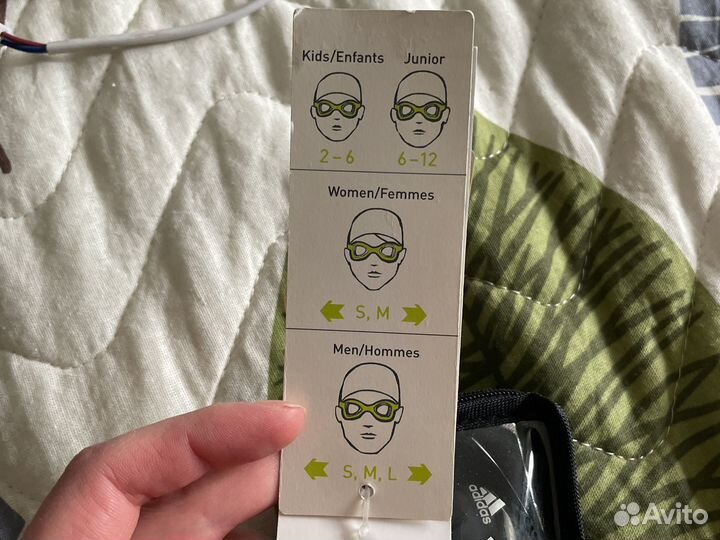 Kids/Enfants Junior
2 – 6 6 – 12
Women/Femmes
S, M
Men/Hommes
S, M, L
adidas
Avito